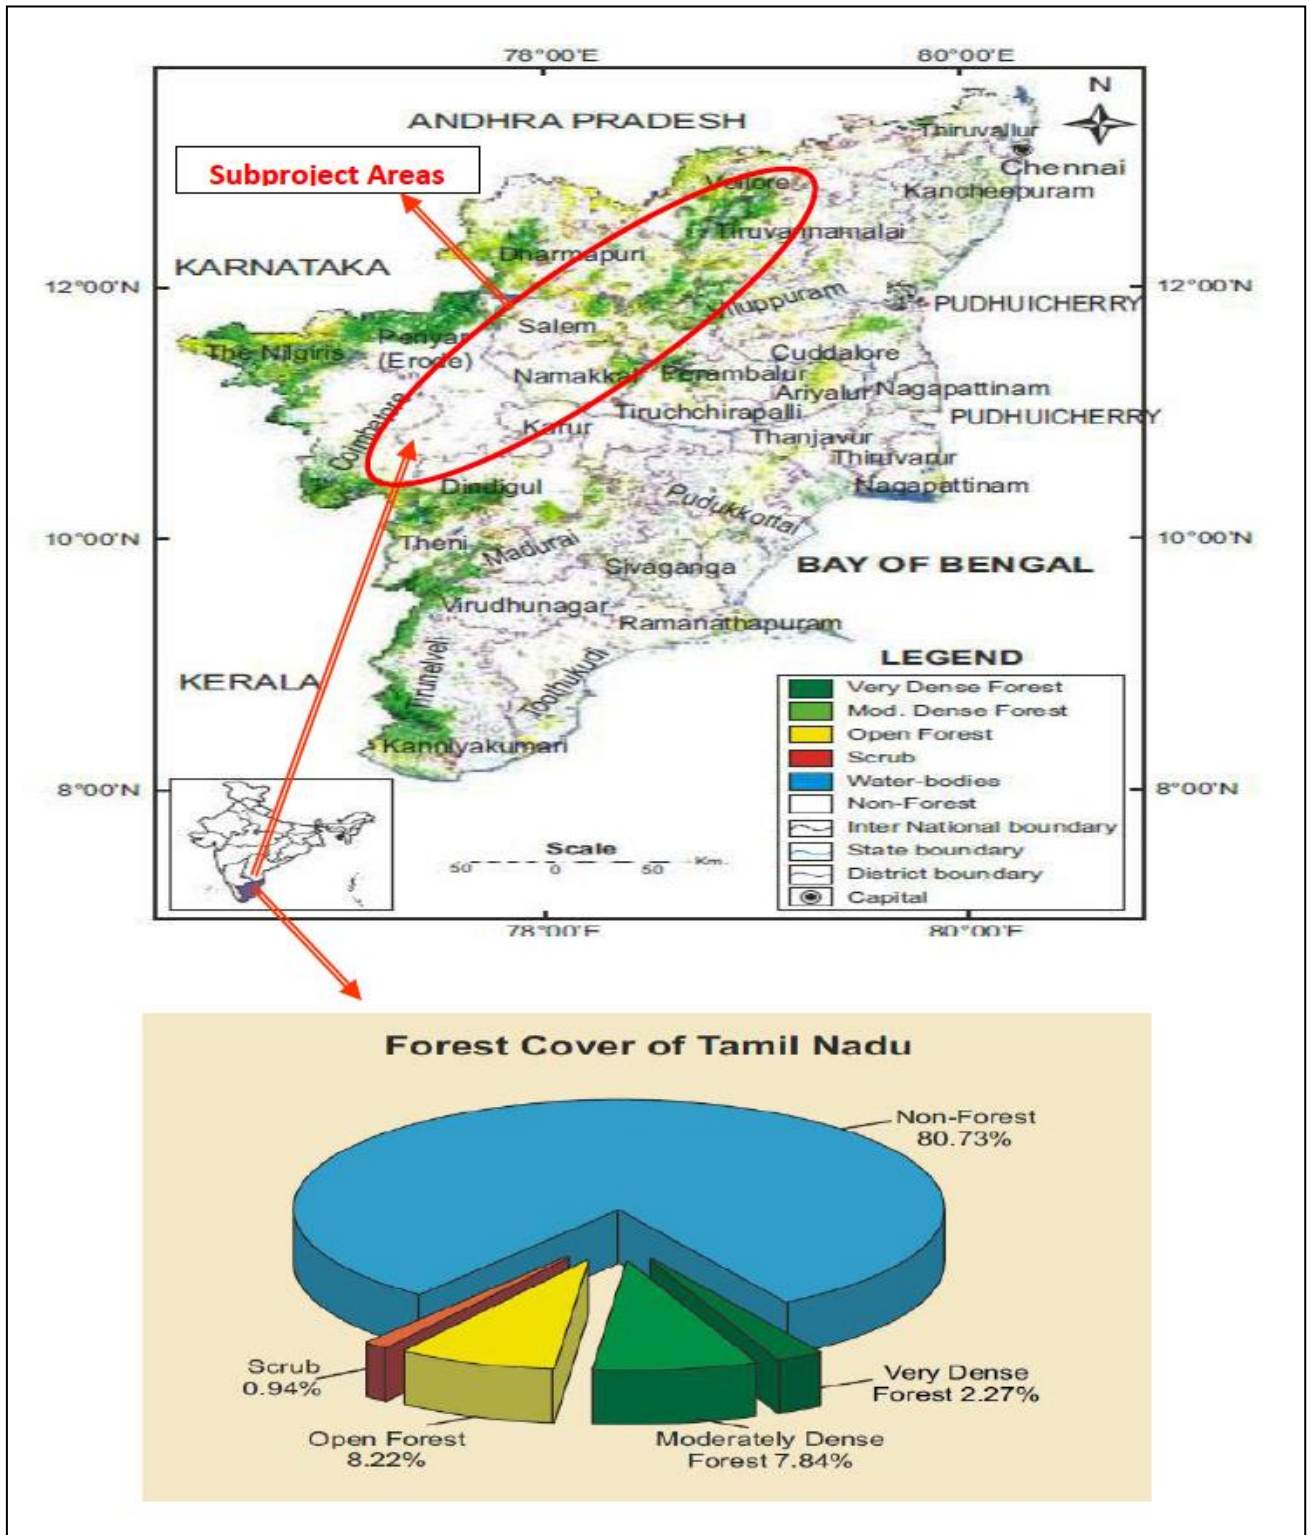 78°00'E 80°00'E
N
ANDHRA PRADESH
Thiruvallur
Chennai
Subproject Areas
Vellore
Kancheepuram
Tiruvannamalai
Dharmapuri
KARNATAKA
12°00'N 12°00'N
Viluppuram
PUDHUICHERRY
Salem
Periyar
(Erode)
The Nilgiris
Cuddalore
Namakkal
Perambalur
Ariyalur
Nagapattinam
Tiruchchirapalli
PUDHUICHERRY
Coimbatore
Karur
Thanjavur
Thiruvarur
Dindigul
Nagapattinam
Pudukkottai
10°00'N 10°00'N
Theni
Madurai
Sivaganga
BAY OF BENGAL
Virudhunagar
Ramanathapuram
Tirunelveli
Toothukudi
KERALA
Kanniyakumari
LEGEND
Very Dense Forest
Mod. Dense Forest
Open Forest
Scrub
Water-bodies
Non-Forest
Inter National boundary
State boundary
District boundary
Capital
8°00'N 8°00'N
Scale
50 0 50 Km.
78°00'E 80°00'E
Forest Cover of Tamil Nadu
Non-Forest
80.73%
Scrub
0.94%
Very Dense
Forest 2.27%
Open Forest
8.22%
Moderately Dense
Forest 7.84%